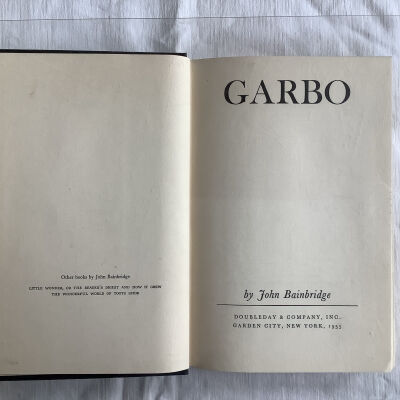 Other books by John Bainbridge
LITTLE WONDER, OR THE READER'S DIGEST AND HOW IT GREW
THE WONDERFUL WORLD OF TOOTS SHOR
GARBO
by John Bainbridge
DOUBLEDAY & COMPANY, INC.
GARDEN CITY, NEW YORK, 1955